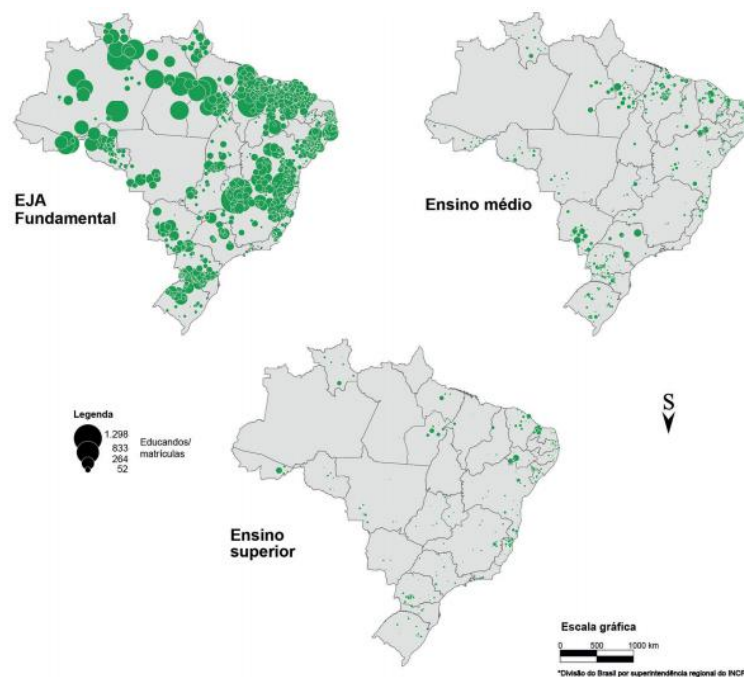 EJA
Fundamental
Ensino médio
S
Legenda
1.298
833
264
52
Educandos/
matrículas
Ensino
superior
Escala gráfica
0 500 1000 km
*Divisão do Brasil por superintendência regional do INCR